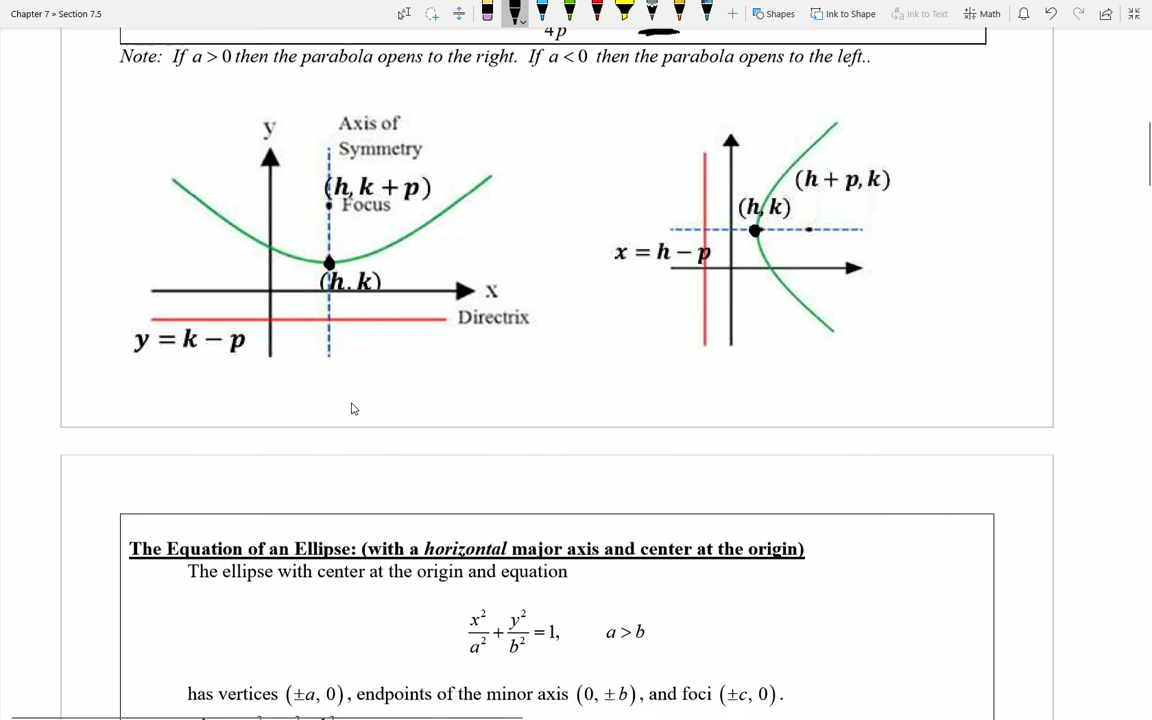 Chapter 7 » Section 7.5
Shapes
Ink to Shape
Ink to Text
Math
4p
Note: If a > 0 then the parabola opens to the right. If a < 0 then the parabola opens to the left..
y
Axis of
Symmetry
(h, k + p)
Focus
(h, k)
x
Directrix
y = k − p
(h + p, k)
(h, k)
x = h − p
The Equation of an Ellipse: (with a horizontal major axis and center at the origin)
The ellipse with center at the origin and equation
x²/a² + y²/b² = 1, a > b
has vertices (±a, 0), endpoints of the minor axis (0, ±b), and foci (±c, 0).